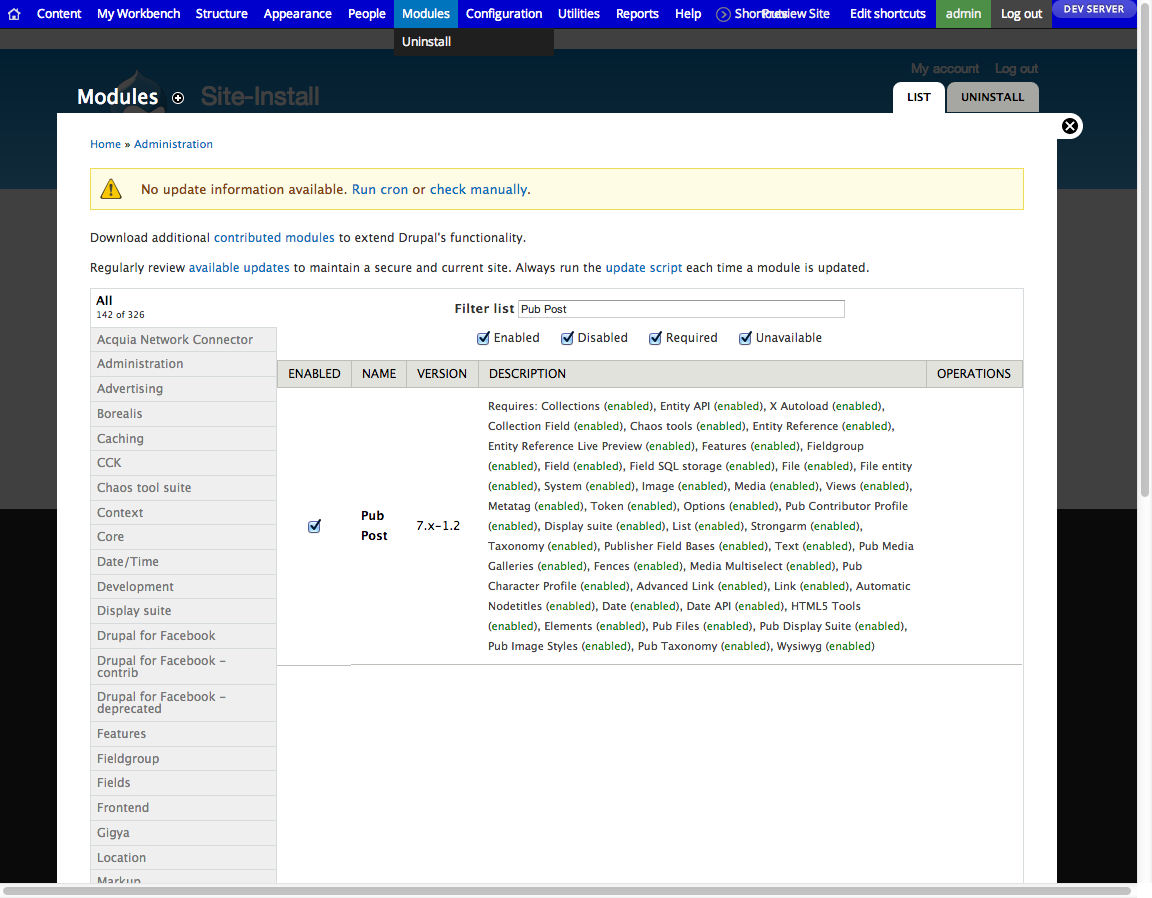 Content My Workbench Structure Appearance People Modules Configuration Utilities Reports Help Shortcuts Preview Site Edit shortcuts admin Log out DEV SERVER
Uninstall
My account Log out
Modules Site-Install LIST UNINSTALL
Home » Administration
No update information available. Run cron or check manually.
Download additional contributed modules to extend Drupal's functionality.
Regularly review available updates to maintain a secure and current site. Always run the update script each time a module is updated.
All
142 of 326
Filter list Pub Post
Enabled Disabled Required Unavailable
Acquia Network Connector
Administration
Advertising
Borealis
Caching
CCK
Chaos tool suite
Context
Core
Date/Time
Development
Display suite
Drupal for Facebook
Drupal for Facebook -
contrib
Drupal for Facebook -
deprecated
Features
Fieldgroup
Fields
Frontend
Gigya
Location
Markup
ENABLED NAME VERSION DESCRIPTION OPERATIONS
Pub
Post
7.x-1.2
Requires: Collections (enabled), Entity API (enabled), X Autoload (enabled),
Collection Field (enabled), Chaos tools (enabled), Entity Reference (enabled),
Entity Reference Live Preview (enabled), Features (enabled), Fieldgroup
(enabled), Field (enabled), Field SQL storage (enabled), File (enabled), File entity
(enabled), System (enabled), Image (enabled), Media (enabled), Views (enabled),
Metatag (enabled), Token (enabled), Options (enabled), Pub Contributor Profile
(enabled), Display suite (enabled), List (enabled), Strongarm (enabled),
Taxonomy (enabled), Publisher Field Bases (enabled), Text (enabled), Pub Media
Galleries (enabled), Fences (enabled), Media Multiselect (enabled), Pub
Character Profile (enabled), Advanced Link (enabled), Link (enabled), Automatic
Nodetitles (enabled), Date (enabled), Date API (enabled), HTML5 Tools
(enabled), Elements (enabled), Pub Files (enabled), Pub Display Suite (enabled),
Pub Image Styles (enabled), Pub Taxonomy (enabled), Wysiwyg (enabled)